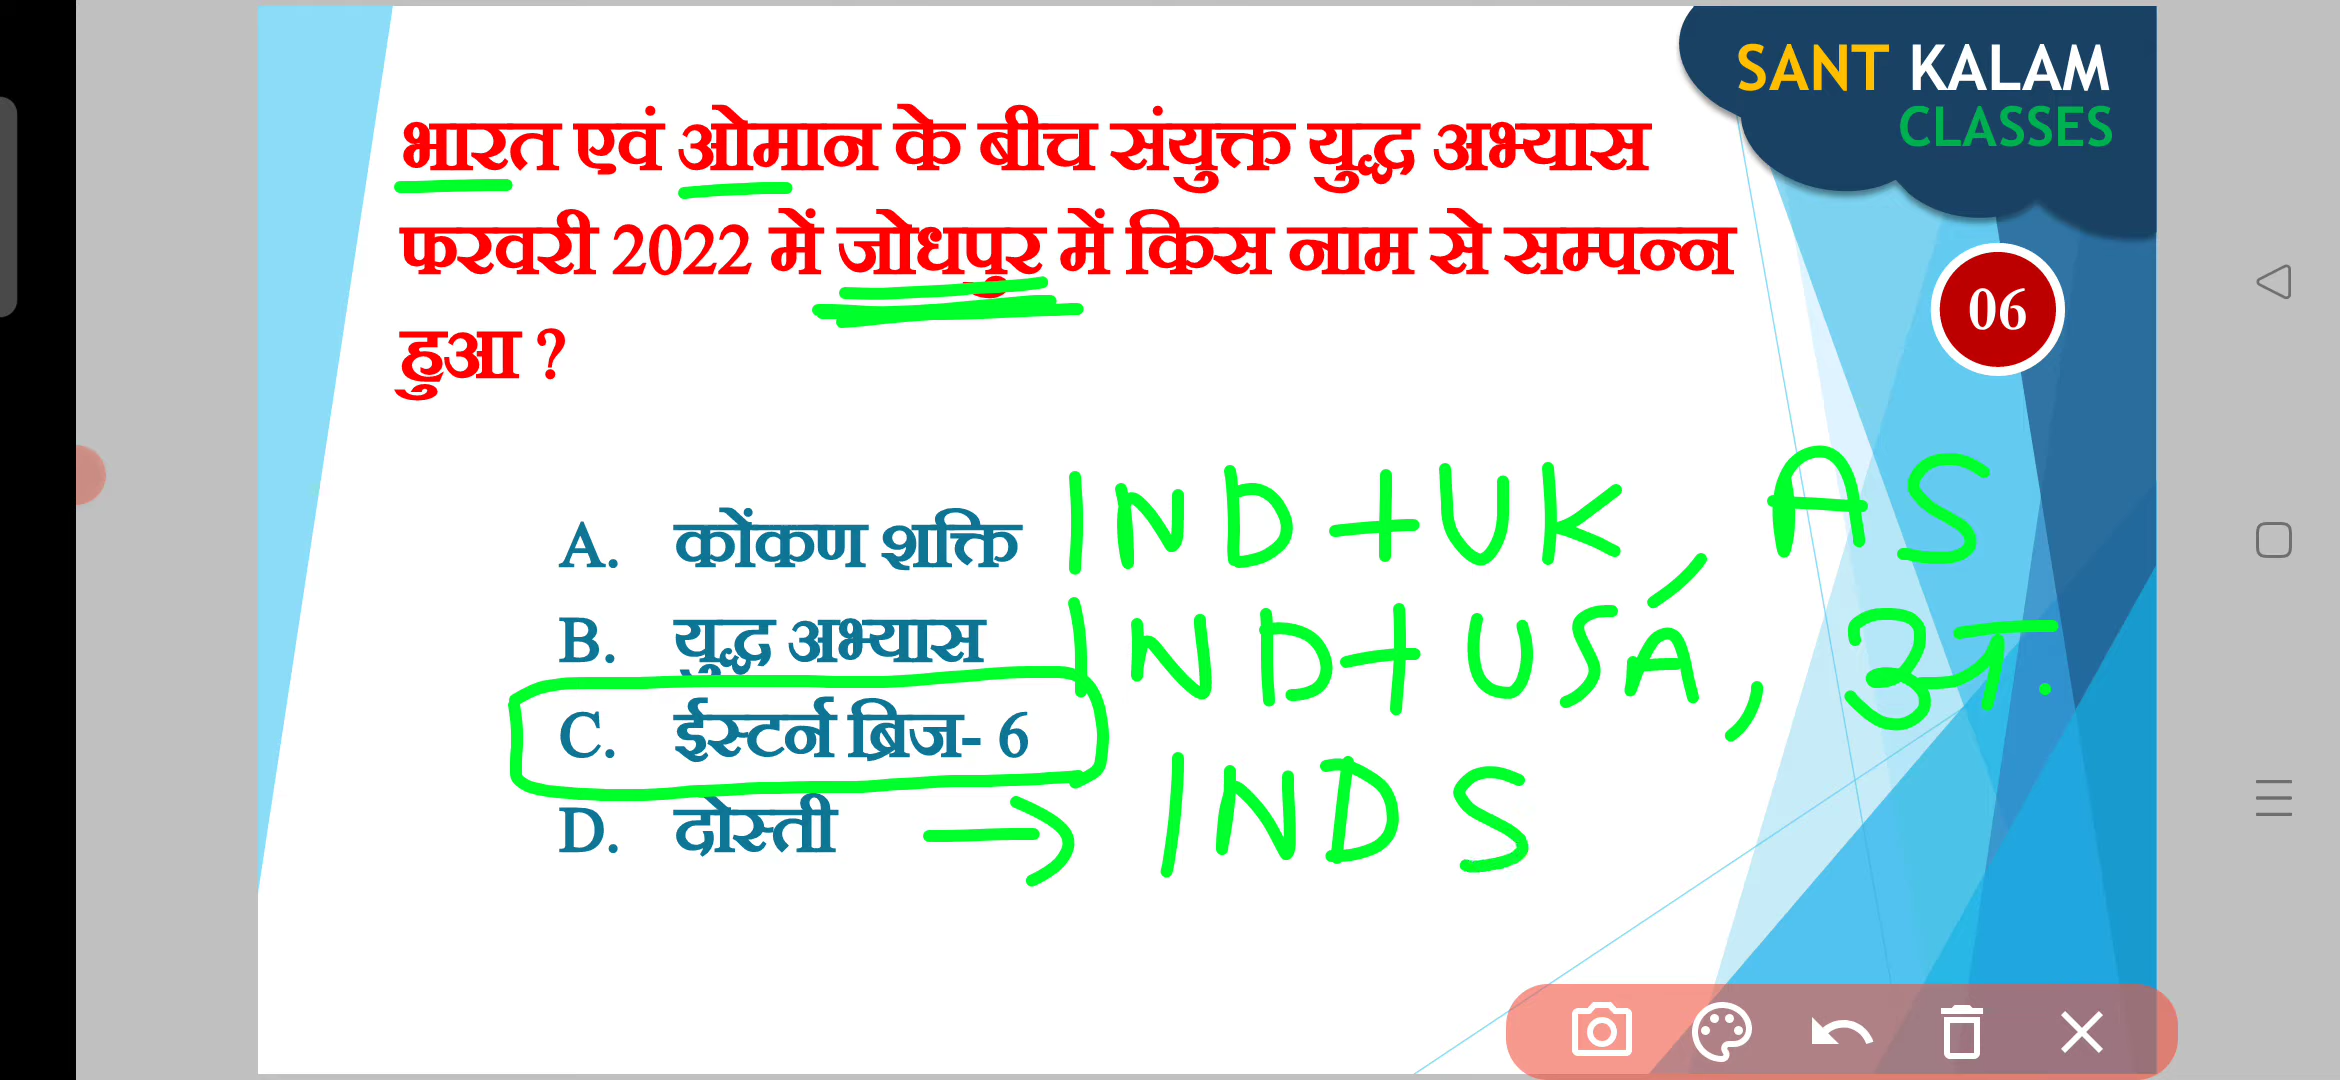 SANT KALAM
CLASSES
भारत एवं ओमान के बीच संयुक्त युद्ध अभ्यास
फरवरी 2022 में जोधपुर में किस नाम से सम्पन्न
हुआ ?
06
A. कोंकण शक्ति IND+UK, AS
B. युद्ध अभ्यास IND+USA,
C. ईस्टर्न ब्रिज- 6
D. दोस्ती → IND S